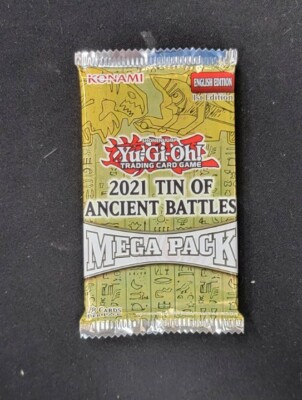 KONAMI
ENGLISH EDITION
1st Edition
Yu-Gi-Oh!
TRADING CARD GAME
2021 TIN OF
ANCIENT BATTLES
MEGA PACK